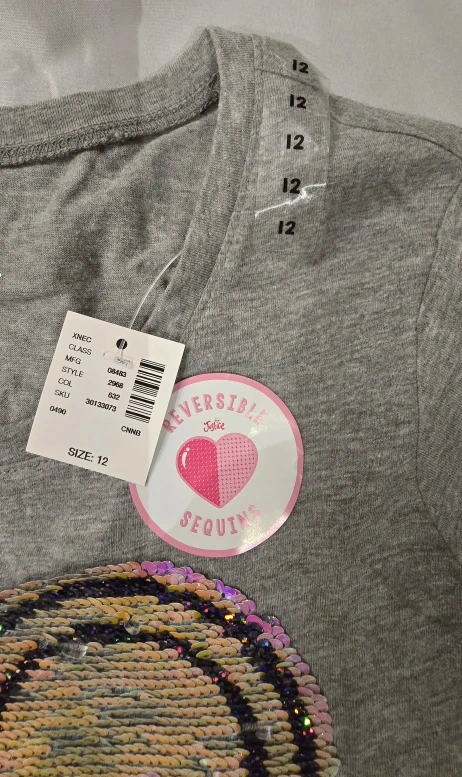 12
12
12
12
12
XNEC
CLASS
MFG 08483
STYLE 2968
COL 632
SKU 30133073
0490
CNNB
SIZE: 12
REVERSIBLE
Justice
SEQUINS